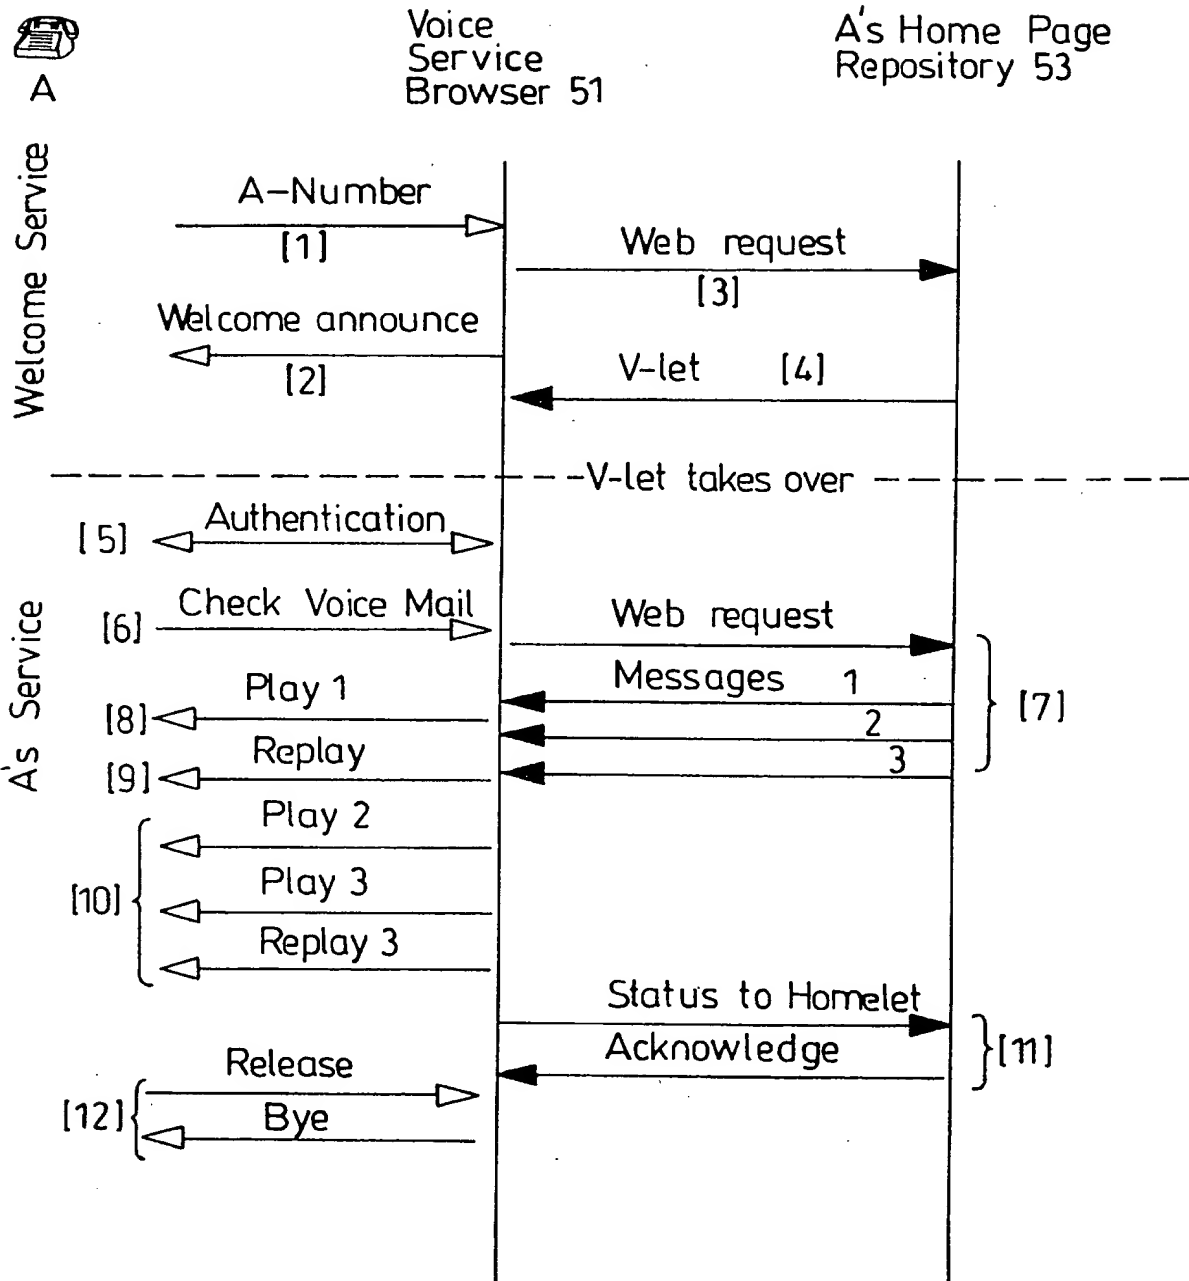 Voice
Service
Browser 51
A's Home Page
Repository 53
A
Welcome Service
A-Number
[1]
Web request
[3]
Welcome announce
[2]
V-let [4]
V-let takes over
A's Service
[5] Authentication
[6] Check Voice Mail
Web request
Messages 1
2
3
[7]
Play 1
[8]
Replay
[9]
Play 2
[10]
Play 3
Replay 3
Status to Homelet
Acknowledge
[11]
Release
[12]
Bye